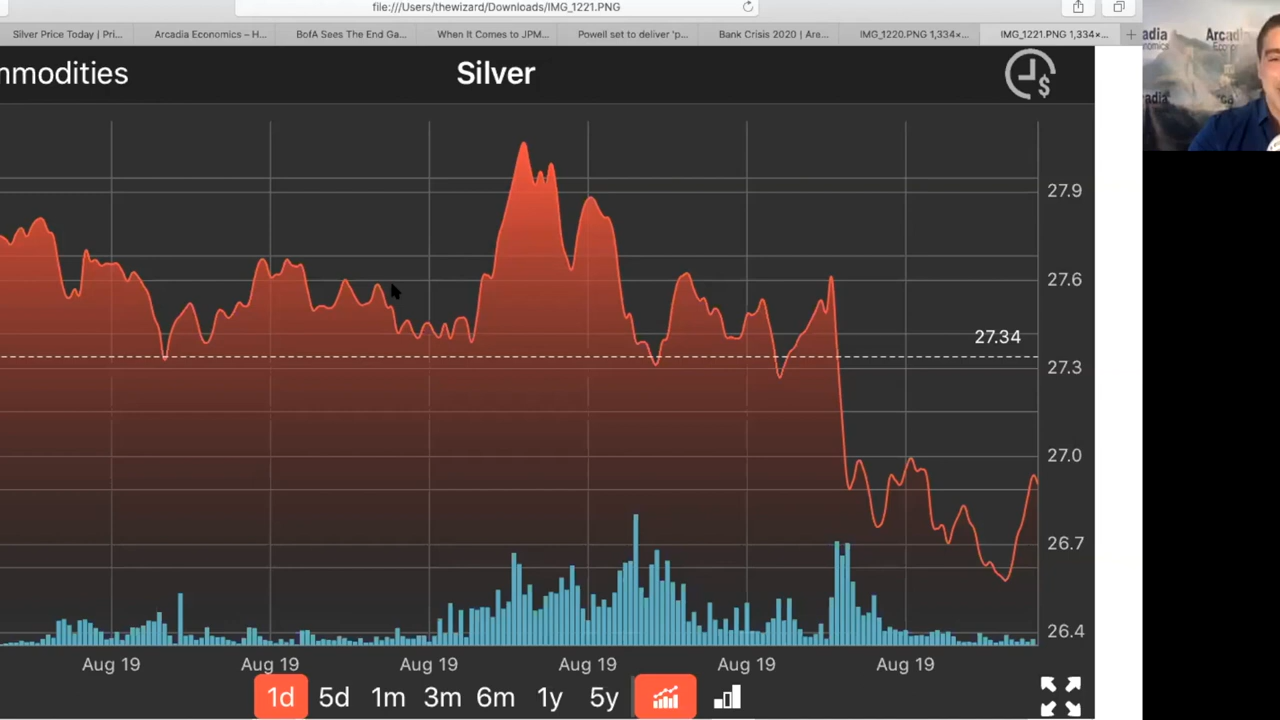 file:///Users/thewizard/Downloads/IMG_1221.PNG
Silver Price Today | Pri...
Arcadia Economics – H...
BofA Sees The End Ga...
When It Comes to JPM...
Powell set to deliver 'p...
Bank Crisis 2020 | Are...
IMG_1220.PNG 1,334×...
IMG_1221.PNG 1,334×...
mmodities
Silver
$
27.9
27.6
27.34
27.3
27.0
26.7
26.4
Aug 19
Aug 19
Aug 19
Aug 19
Aug 19
Aug 19
1d
5d
1m
3m
6m
1y
5y